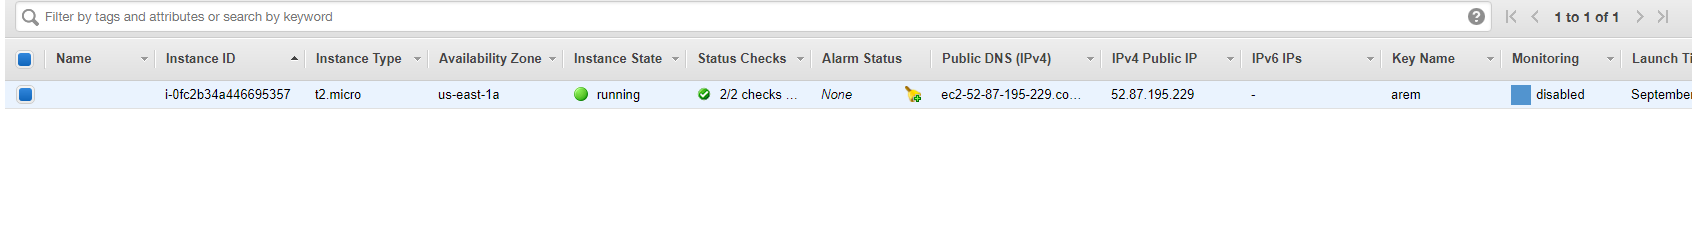 Filter by tags and attributes or search by keyword
1 to 1 of 1
Name Instance ID Instance Type Availability Zone Instance State Status Checks Alarm Status Public DNS (IPv4) IPv4 Public IP IPv6 IPs Key Name Monitoring Launch Ti
i-0fc2b34a446695357 t2.micro us-east-1a running 2/2 checks ... None ec2-52-87-195-229.co... 52.87.195.229 - arem disabled September